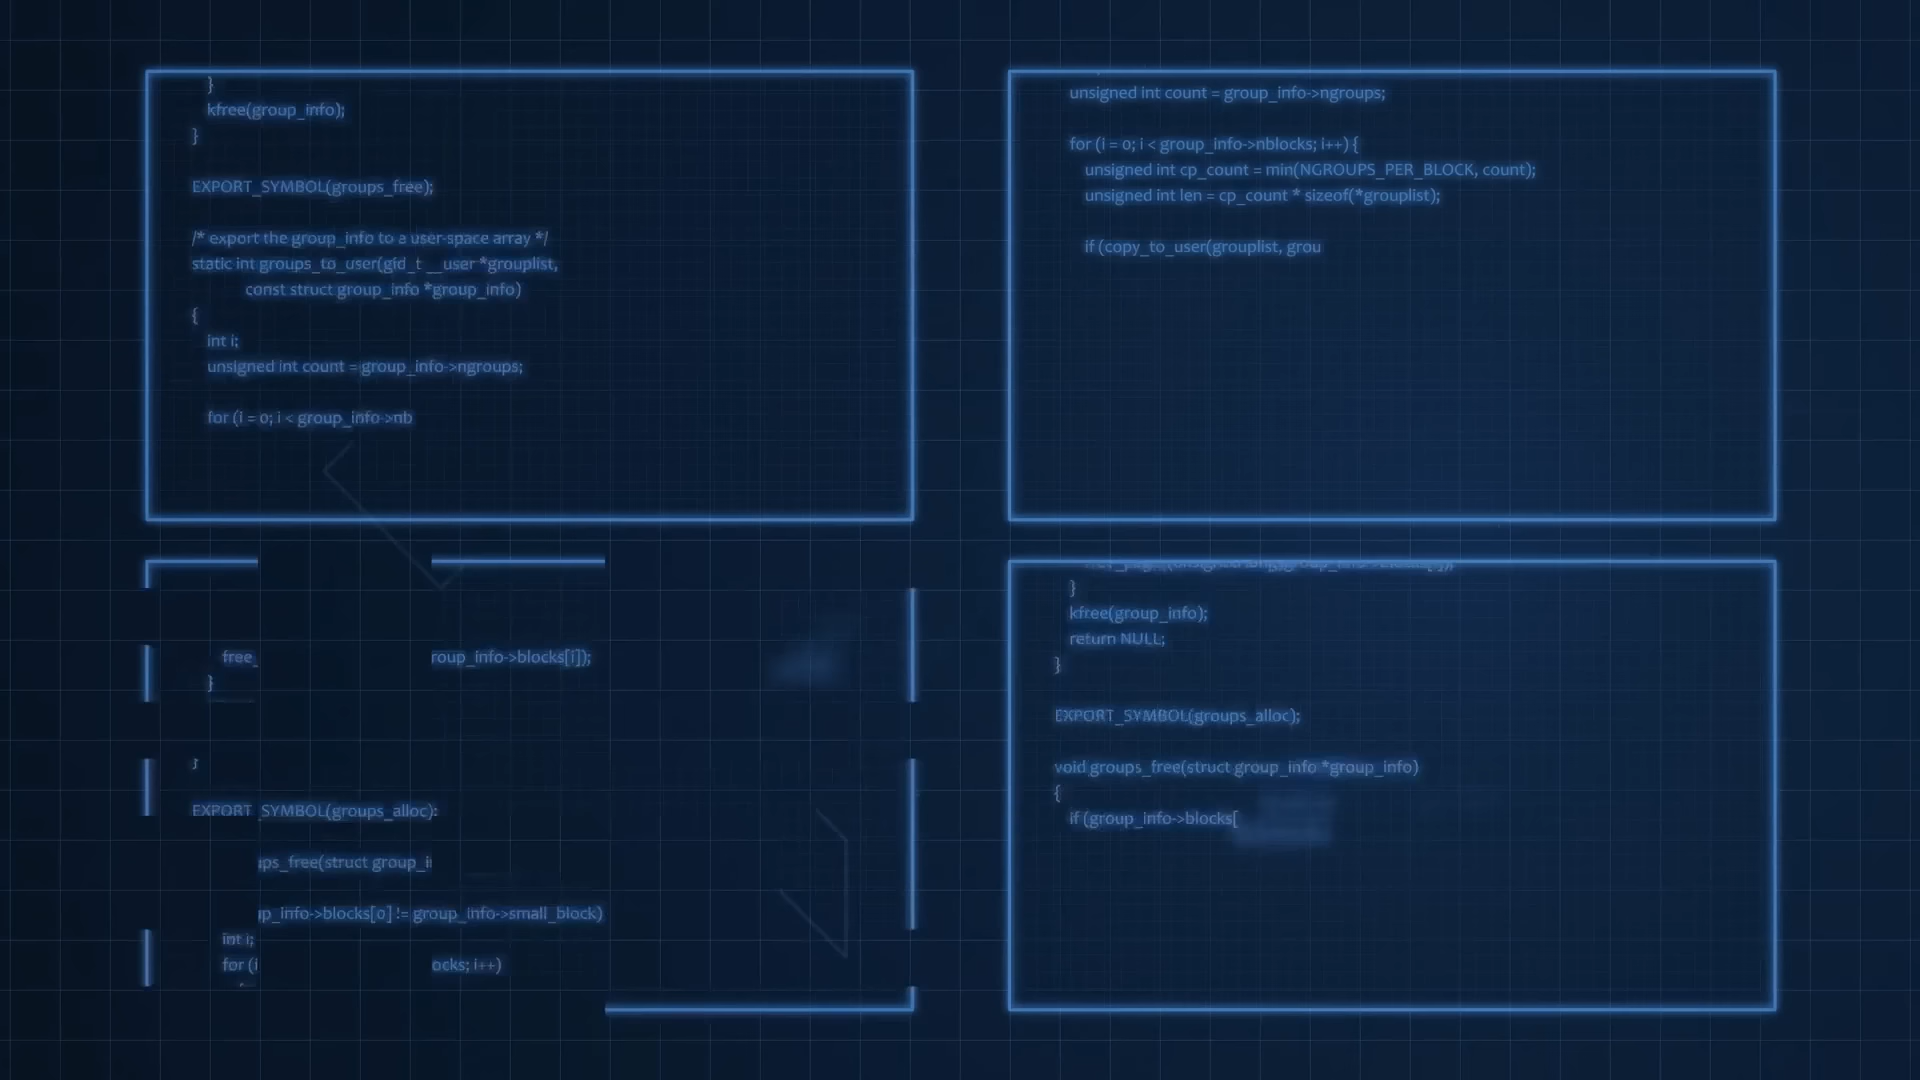 }
kfree(group_info);
}
EXPORT_SYMBOL(groups_free);
/* export the group_info to a user-space array */
static int groups_to_user(gid_t __user *grouplist,
const struct group_info *group_info)
{
int i;
unsigned int count = group_info->ngroups;
for (i = 0; i < group_info->nb
unsigned int count = group_info->ngroups;
for (i = 0; i < group_info->nblocks; i++) {
unsigned int cp_count = min(NGROUPS_PER_BLOCK, count);
unsigned int len = cp_count * sizeof(*grouplist);
if (copy_to_user(grouplist, grou
free_ roup_info->blocks[i]);
}
EXPORT_SYMBOL(groups_alloc);
ups_free(struct group_i
up_info->blocks[0] != group_info->small_block)
int i;
for (i ocks; i++)
}
kfree(group_info);
return NULL;
}
EXPORT_SYMBOL(groups_alloc);
void groups_free(struct group_info *group_info)
{
if (group_info->blocks[